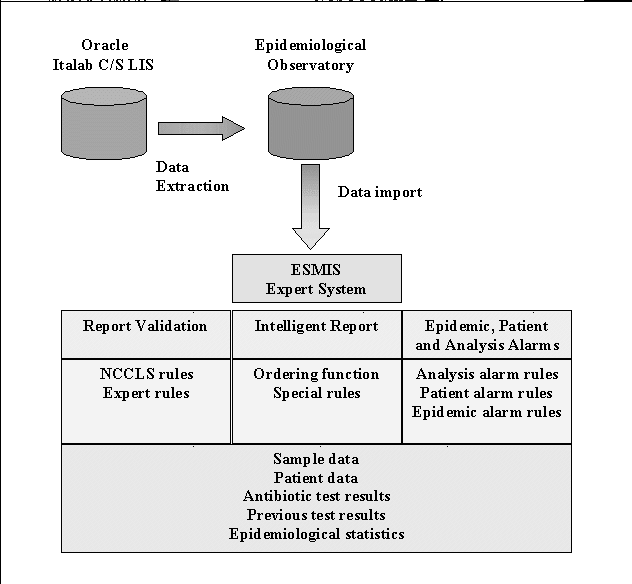 Oracle
Italab C/S LIS
Epidemiological
Observatory
Data
Extraction
Data import
ESMIS
Expert System
Report Validation
Intelligent Report
Epidemic, Patient
and Analysis Alarms
NCCLS rules
Expert rules
Ordering function
Special rules
Analysis alarm rules
Patient alarm rules
Epidemic alarm rules
Sample data
Patient data
Antibiotic test results
Previous test results
Epidemiological statistics